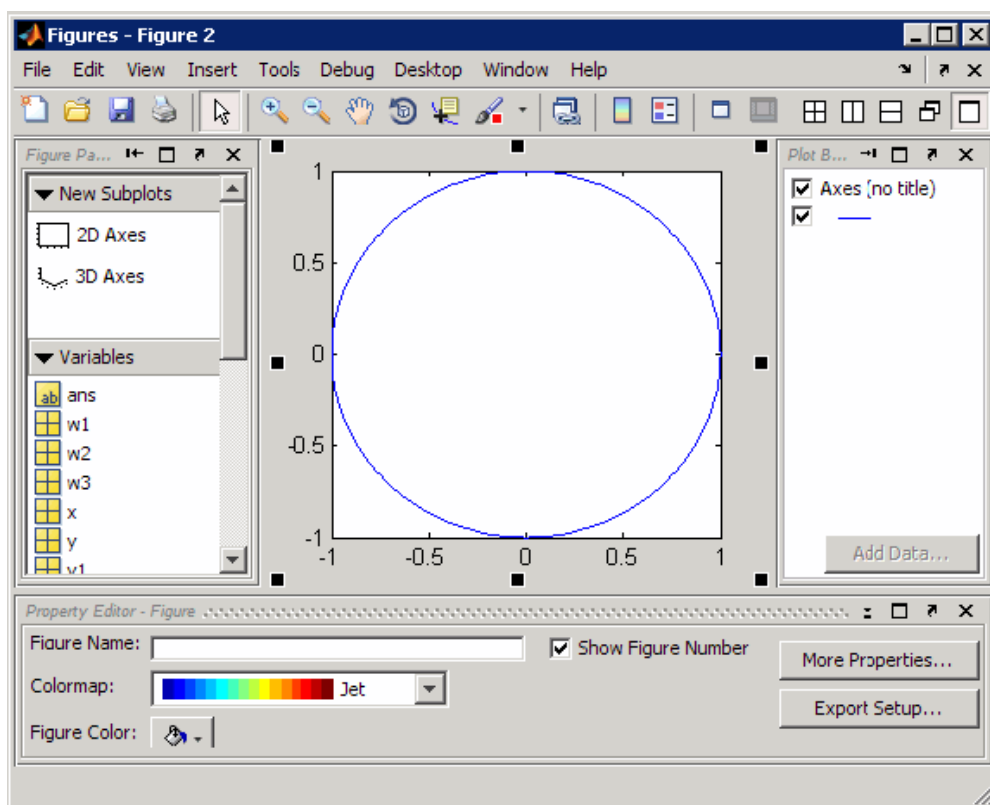 Figures - Figure 2
File Edit View Insert Tools Debug Desktop Window Help
Figure Pa...
New Subplots
2D Axes
3D Axes
Variables
ab ans
w1
w2
w3
x
y
y1
1
0.5
0
-0.5
-1
-1 -0.5 0 0.5 1
Plot B...
Axes (no title)
Add Data...
Property Editor - Figure
Figure Name:
Show Figure Number
More Properties...
Colormap:
Jet
Export Setup...
Figure Color: